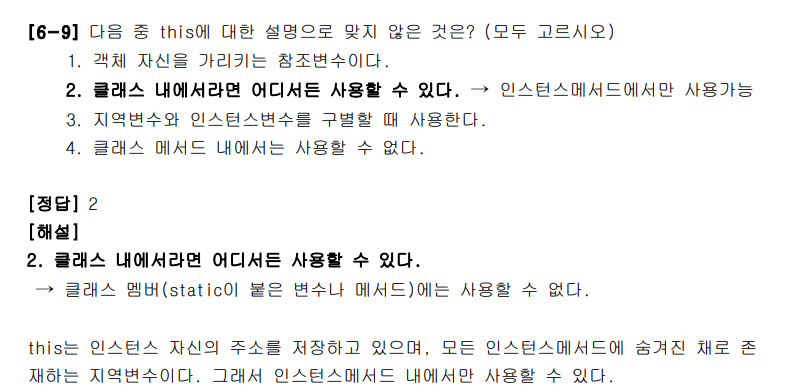 [6-9] 다음 중 this에 대한 설명으로 맞지 않은 것은? (모두 고르시오)
1. 객체 자신을 가리키는 참조변수이다.
2. 클래스 내에서라면 어디서든 사용할 수 있다. → 인스턴스메서드에서만 사용가능
3. 지역변수와 인스턴스변수를 구별할 때 사용한다.
4. 클래스 메서드 내에서는 사용할 수 없다.
[정답] 2
[해설]
2. 클래스 내에서라면 어디서든 사용할 수 있다.
→ 클래스 멤버(static이 붙은 변수나 메서드)에는 사용할 수 없다.
this는 인스턴스 자신의 주소를 저장하고 있으며, 모든 인스턴스메서드에 숨겨진 채로 존
재하는 지역변수이다. 그래서 인스턴스메서드 내에서만 사용할 수 있다.